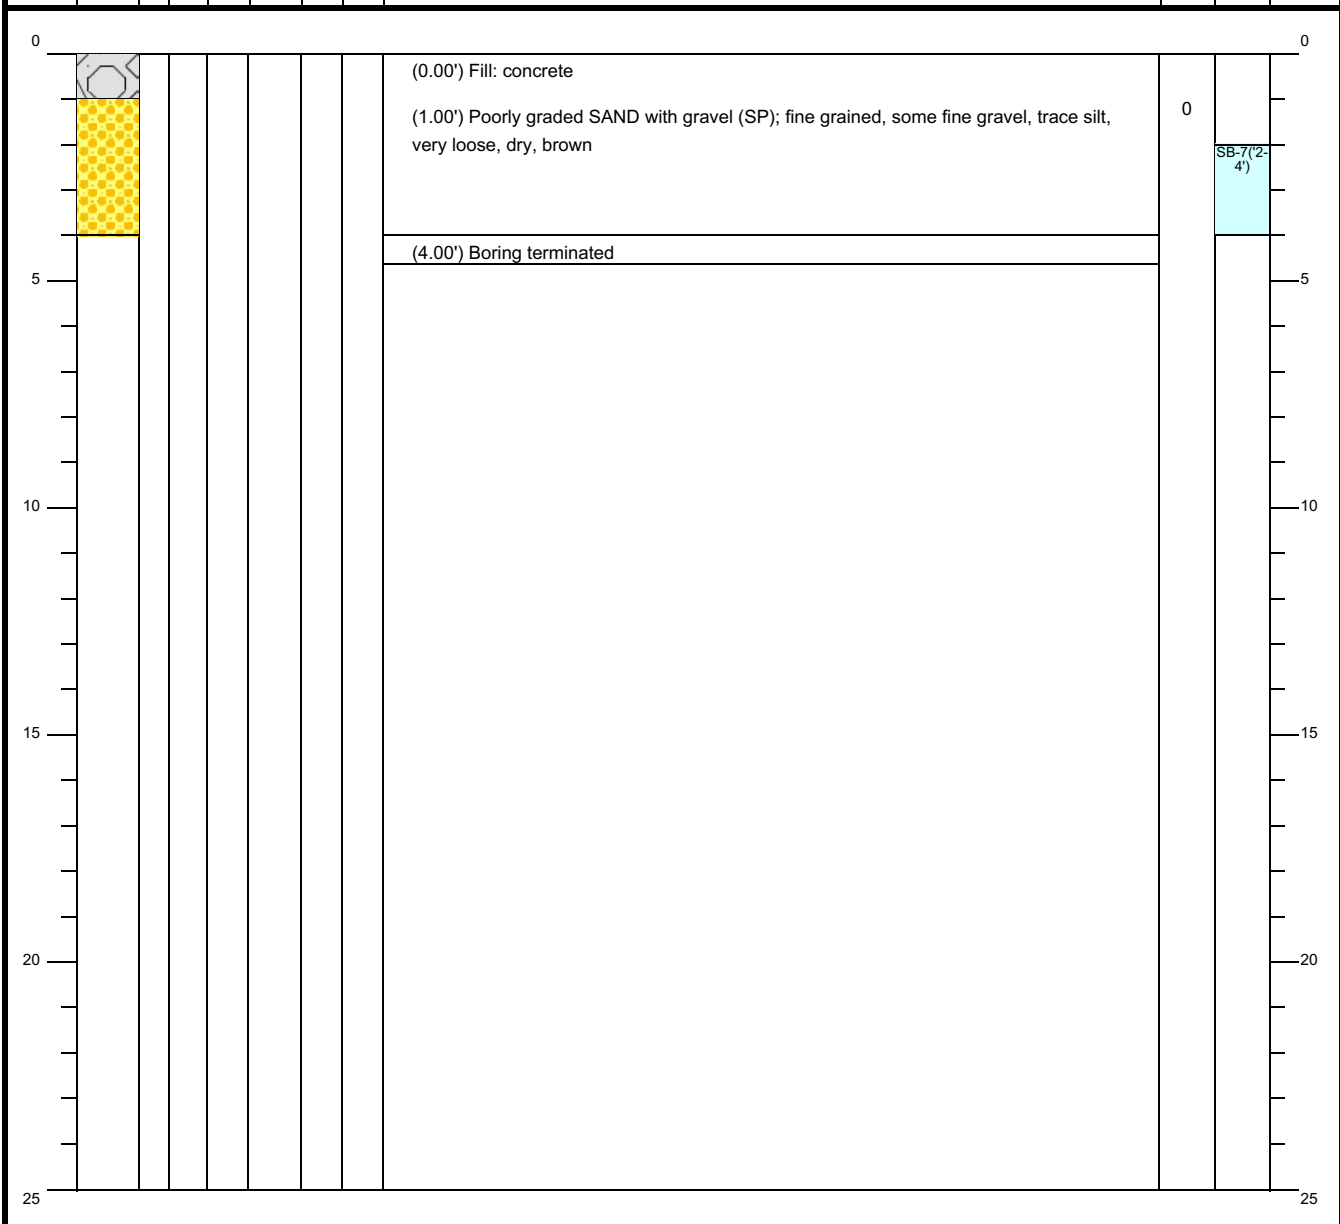 0
0
(0.00') Fill: concrete
0
(1.00') Poorly graded SAND with gravel (SP); fine grained, some fine gravel, trace silt,
very loose, dry, brown
SB-7('2-
4')
(4.00') Boring terminated
5
5
10
10
15
15
20
20
25
25